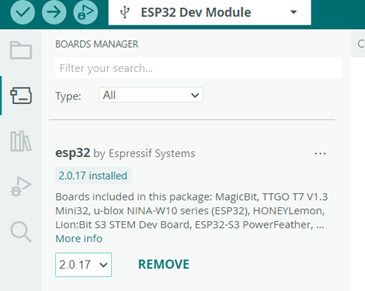 ESP32 Dev Module
BOARDS MANAGER
C
Filter your search...
Type: All
esp32 by Espressif Systems
2.0.17 installed
Boards included in this package: MagicBit, TTGO T7 V1.3
Mini32, u-blox NINA-W10 series (ESP32), HONEYLemon,
Lion:Bit S3 STEM Dev Board, ESP32-S3 PowerFeather, ...
More info
2.0.17 REMOVE